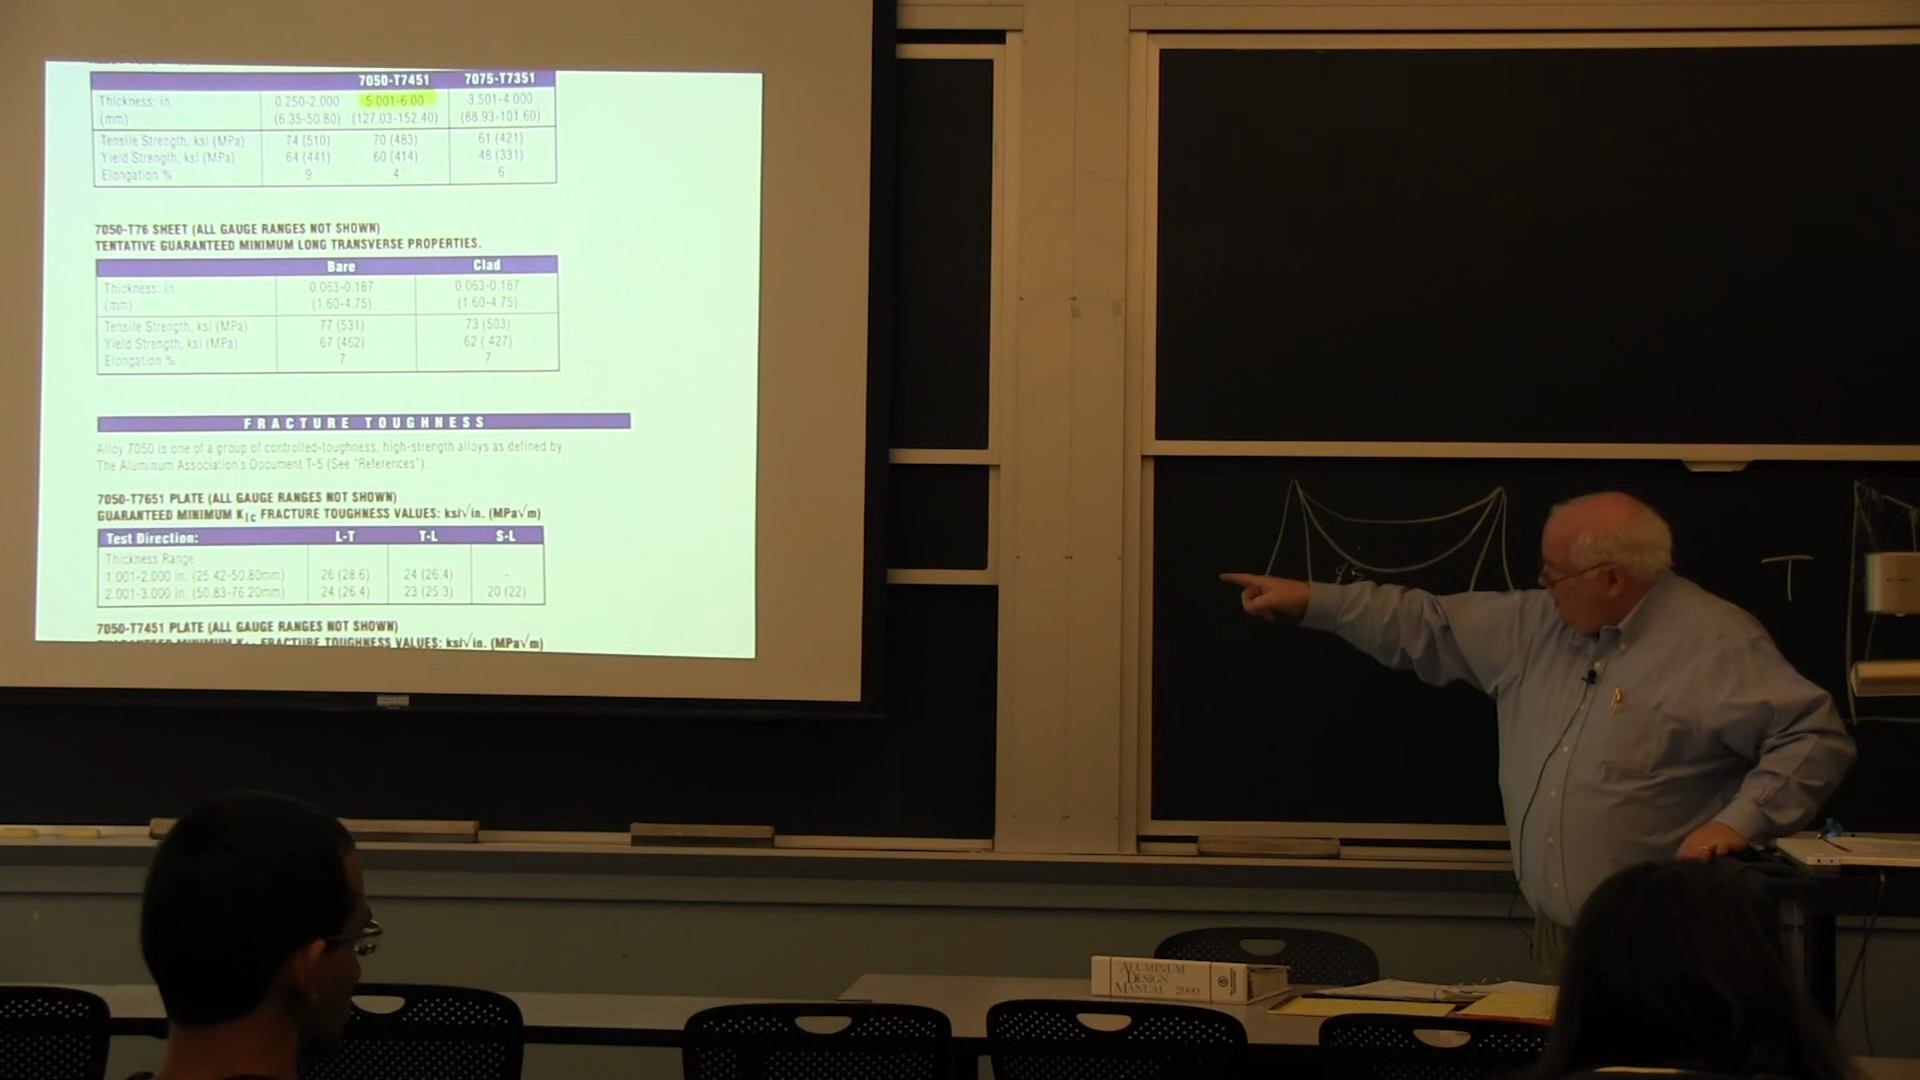 7050-T7451 7075-T7351
Thickness: in. 0.250-2.000 5.001-6.00 3.501-4.000
(mm) (6.35-50.80) (127.03-152.40) (88.93-101.60)
Tensile Strength, ksi (MPa) 74 (510) 70 (483) 61 (421)
Yield Strength, ksi (MPa) 64 (441) 60 (414) 48 (331)
Elongation % 9 4 6
7050-T76 SHEET (ALL GAUGE RANGES NOT SHOWN)
TENTATIVE GUARANTEED MINIMUM LONG TRANSVERSE PROPERTIES.
Bare Clad
Thickness: in 0.063-0.187 0.063-0.187
(mm) (1.60-4.75) (1.60-4.75)
Tensile Strength, ksi (MPa) 77 (531) 73 (503)
Yield Strength, ksi (MPa) 67 (462) 62 ( 427)
Elongation % 7 7
FRACTURE TOUGHNESS
Alloy 7050 is one of a group of controlled-toughness, high-strength alloys as defined by
The Aluminum Association's Document T-5 (See "References").
7050-T7651 PLATE (ALL GAUGE RANGES NOT SHOWN)
GUARANTEED MINIMUM KIC FRACTURE TOUGHNESS VALUES: ksi√in. (MPa√m)
Test Direction: L-T T-L S-L
Thickness Range
1.001-2.000 in. (25.42-50.80mm) 26 (28.6) 24 (26.4) -
2.001-3.000 in. (50.83-76.20mm) 24 (26.4) 23 (25.3) 20 (22)
7050-T7451 PLATE (ALL GAUGE RANGES NOT SHOWN)
FRACTURE TOUGHNESS VALUES: ksi√in. (MPa√m)
T
ALUMINUM
DESIGN
MANUAL 2000